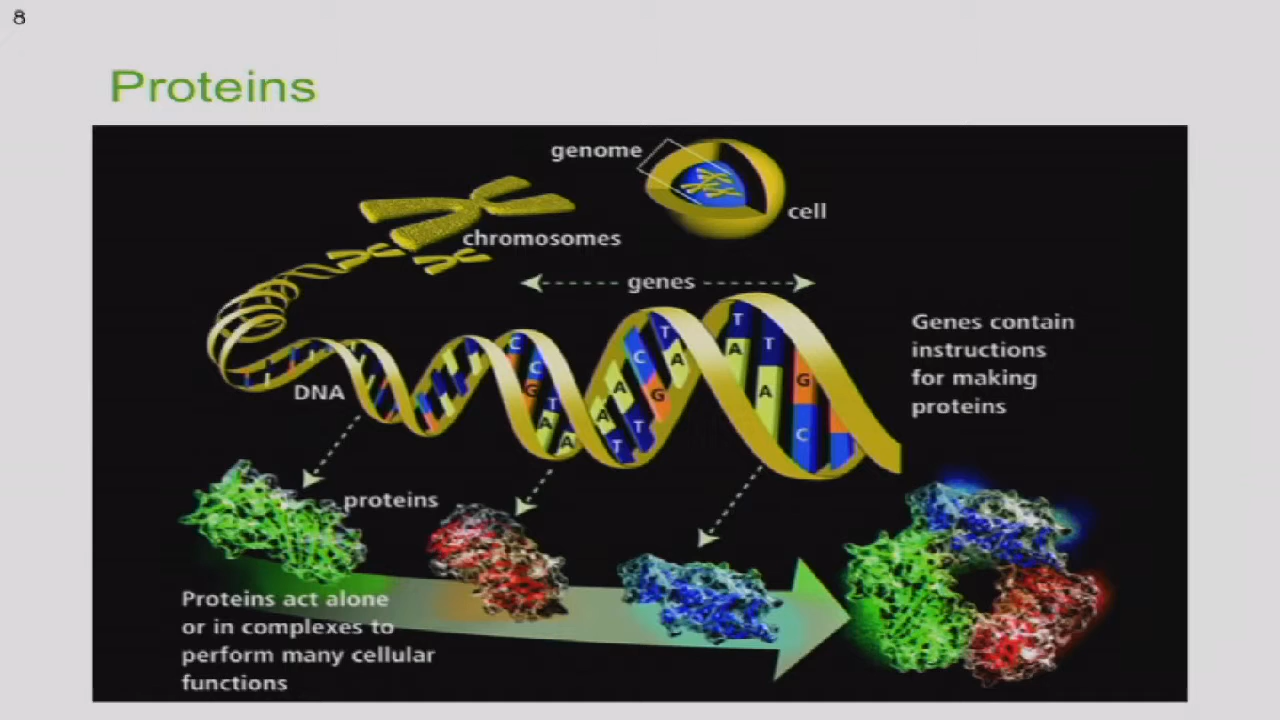 8
Proteins
genome
cell
chromosomes
genes
Genes contain
instructions
for making
proteins
DNA
T
T
C
C
T
A
C
A
C
G
A
G
T
A
G
A
A
T
C
A
T
proteins
Proteins act alone
or in complexes to
perform many cellular
functions